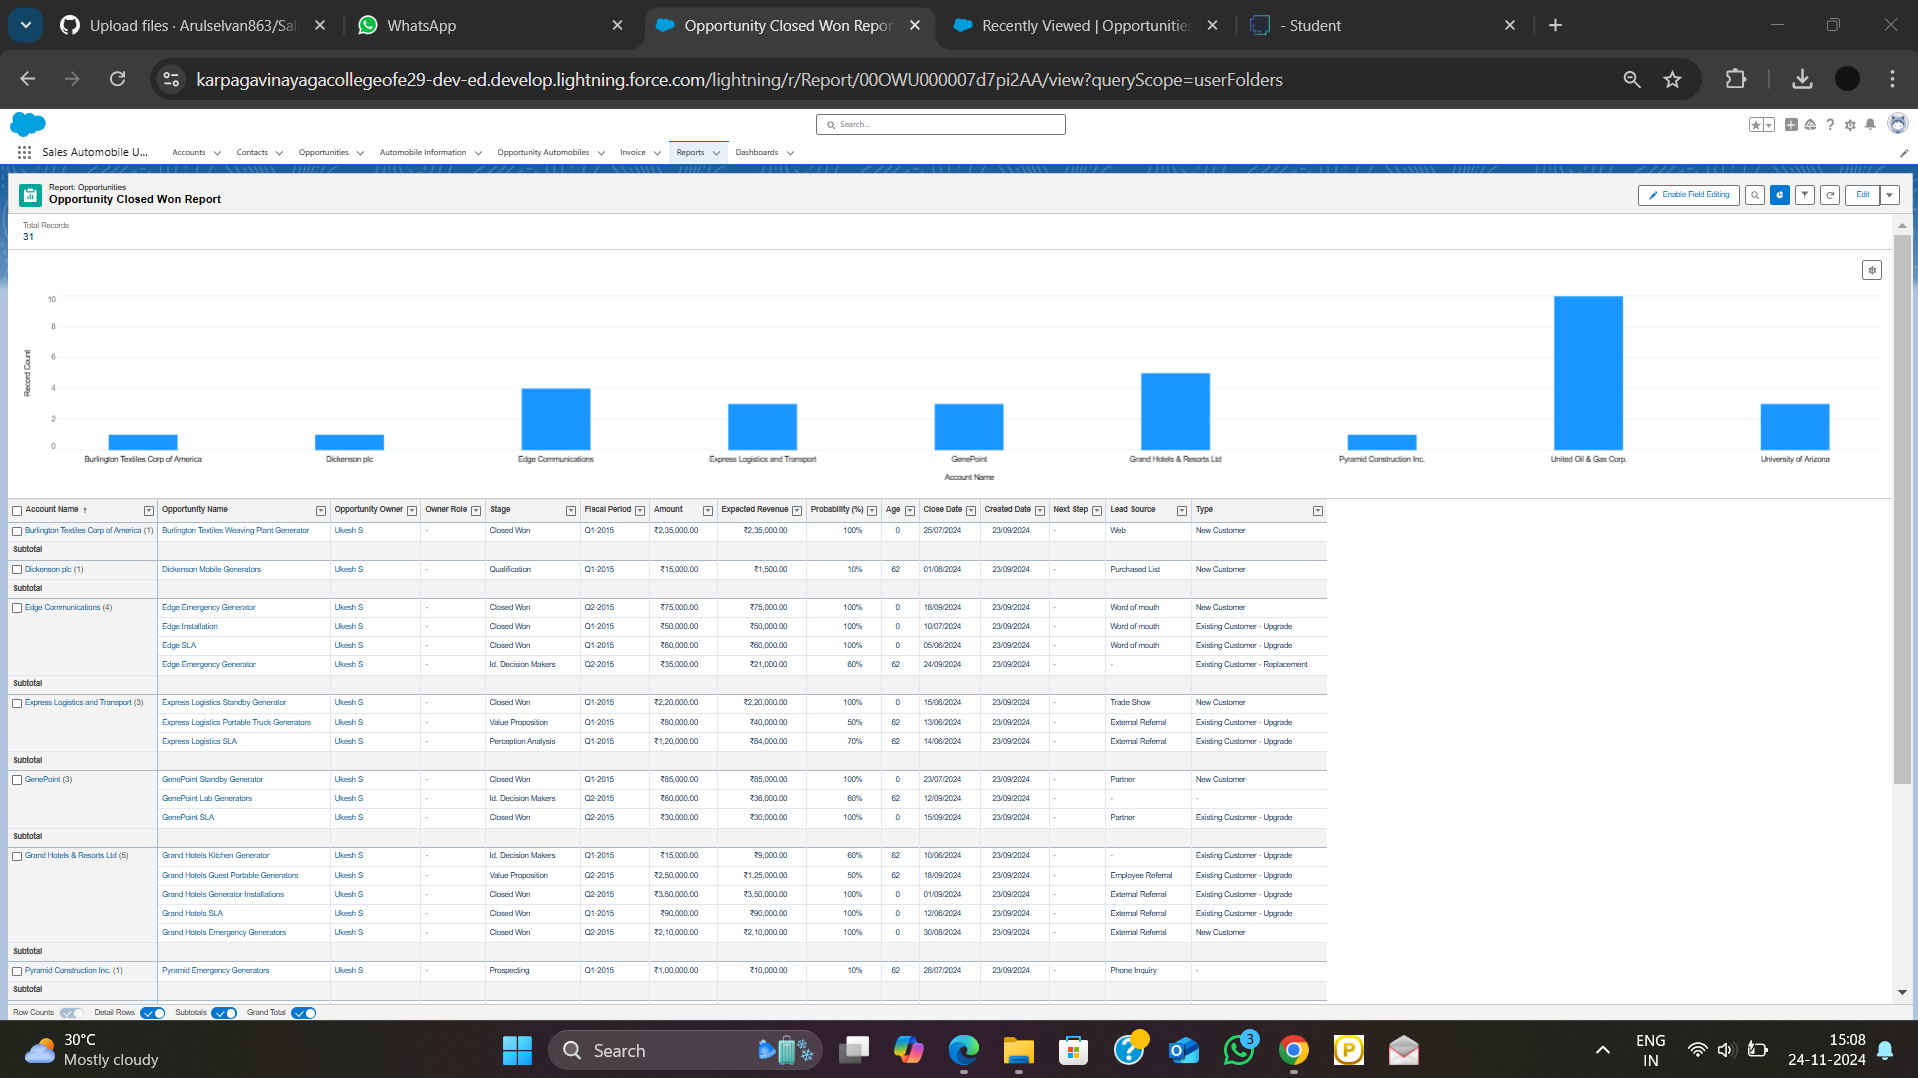 Upload files · Arulselvan863/Sal
WhatsApp
Opportunity Closed Won Repor
Recently Viewed | Opportunities
- Student
karpagavinayagacollegeofe29-dev-ed.develop.lightning.force.com/lightning/r/Report/00OWU000007d7pi2AA/view?queryScope=userFolders
Search...
Sales Automobile U... Accounts Contacts Opportunities Automobile Information Opportunity Automobiles Invoice Reports Dashboards
Report: Opportunities
Opportunity Closed Won Report
Enable Field Editing Edit
Total Records
31
10
8
6
4
2
0
Record Count
Burlington Textiles Corp of America Dickenson plc Edge Communications Express Logistics and Transport GenePoint Grand Hotels & Resorts Ltd Pyramid Construction Inc. United Oil & Gas Corp. University of Arizona
Account Name
Account Name ↑ Opportunity Name Opportunity Owner Owner Role Stage Fiscal Period Amount Expected Revenue Probability (%) Age Close Date Created Date Next Step Lead Source Type
Burlington Textiles Corp of America (1) Burlington Textiles Weaving Plant Generator Ukesh S - Closed Won Q1-2015 ₹2,35,000.00 ₹2,35,000.00 100% 0 25/07/2024 23/09/2024 - Web New Customer
Subtotal
Dickenson plc (1) Dickenson Mobile Generators Ukesh S - Qualification Q1-2015 ₹15,000.00 ₹1,500.00 10% 62 01/08/2024 23/09/2024 - Purchased List New Customer
Subtotal
Edge Communications (4) Edge Emergency Generator Ukesh S - Closed Won Q2-2015 ₹75,000.00 ₹75,000.00 100% 0 18/09/2024 23/09/2024 - Word of mouth New Customer
Edge Installation Ukesh S - Closed Won Q1-2015 ₹50,000.00 ₹50,000.00 100% 0 10/07/2024 23/09/2024 - Word of mouth Existing Customer - Upgrade
Edge SLA Ukesh S - Closed Won Q1-2015 ₹60,000.00 ₹60,000.00 100% 0 05/06/2024 23/09/2024 - Word of mouth Existing Customer - Upgrade
Edge Emergency Generator Ukesh S - Id. Decision Makers Q2-2015 ₹35,000.00 ₹21,000.00 60% 62 24/09/2024 23/09/2024 - - Existing Customer - Replacement
Subtotal
Express Logistics and Transport (3) Express Logistics Standby Generator Ukesh S - Closed Won Q1-2015 ₹2,20,000.00 ₹2,20,000.00 100% 0 15/06/2024 23/09/2024 - Trade Show New Customer
Express Logistics Portable Truck Generators Ukesh S - Value Proposition Q1-2015 ₹80,000.00 ₹40,000.00 50% 62 13/06/2024 23/09/2024 - External Referral Existing Customer - Upgrade
Express Logistics SLA Ukesh S - Perception Analysis Q1-2015 ₹1,20,000.00 ₹84,000.00 70% 62 14/06/2024 23/09/2024 - External Referral Existing Customer - Upgrade
Subtotal
GenePoint (3) GenePoint Standby Generator Ukesh S - Closed Won Q1-2015 ₹85,000.00 ₹85,000.00 100% 0 23/07/2024 23/09/2024 - Partner New Customer
GenePoint Lab Generators Ukesh S - Id. Decision Makers Q2-2015 ₹60,000.00 ₹36,000.00 60% 62 12/09/2024 23/09/2024 - - -
GenePoint SLA Ukesh S - Closed Won Q2-2015 ₹30,000.00 ₹30,000.00 100% 0 15/09/2024 23/09/2024 - Partner Existing Customer - Upgrade
Subtotal
Grand Hotels & Resorts Ltd (5) Grand Hotels Kitchen Generator Ukesh S - Id. Decision Makers Q1-2015 ₹15,000.00 ₹9,000.00 60% 62 10/06/2024 23/09/2024 - - Existing Customer - Upgrade
Grand Hotels Guest Portable Generators Ukesh S - Value Proposition Q2-2015 ₹2,50,000.00 ₹1,25,000.00 50% 62 18/09/2024 23/09/2024 - Employee Referral Existing Customer - Upgrade
Grand Hotels Generator Installations Ukesh S - Closed Won Q2-2015 ₹3,50,000.00 ₹3,50,000.00 100% 0 01/09/2024 23/09/2024 - External Referral Existing Customer - Upgrade
Grand Hotels SLA Ukesh S - Closed Won Q1-2015 ₹90,000.00 ₹90,000.00 100% 0 12/06/2024 23/09/2024 - External Referral Existing Customer - Upgrade
Grand Hotels Emergency Generators Ukesh S - Closed Won Q2-2015 ₹2,10,000.00 ₹2,10,000.00 100% 0 30/08/2024 23/09/2024 - External Referral New Customer
Subtotal
Pyramid Construction Inc. (1) Pyramid Emergency Generators Ukesh S - Prospecting Q1-2015 ₹1,00,000.00 ₹10,000.00 10% 62 28/07/2024 23/09/2024 - Phone Inquiry -
Subtotal
Row Counts Detail Rows Subtotals Grand Total
30°C
Mostly cloudy
Search
3
ENG
IN
15:08
24-11-2024